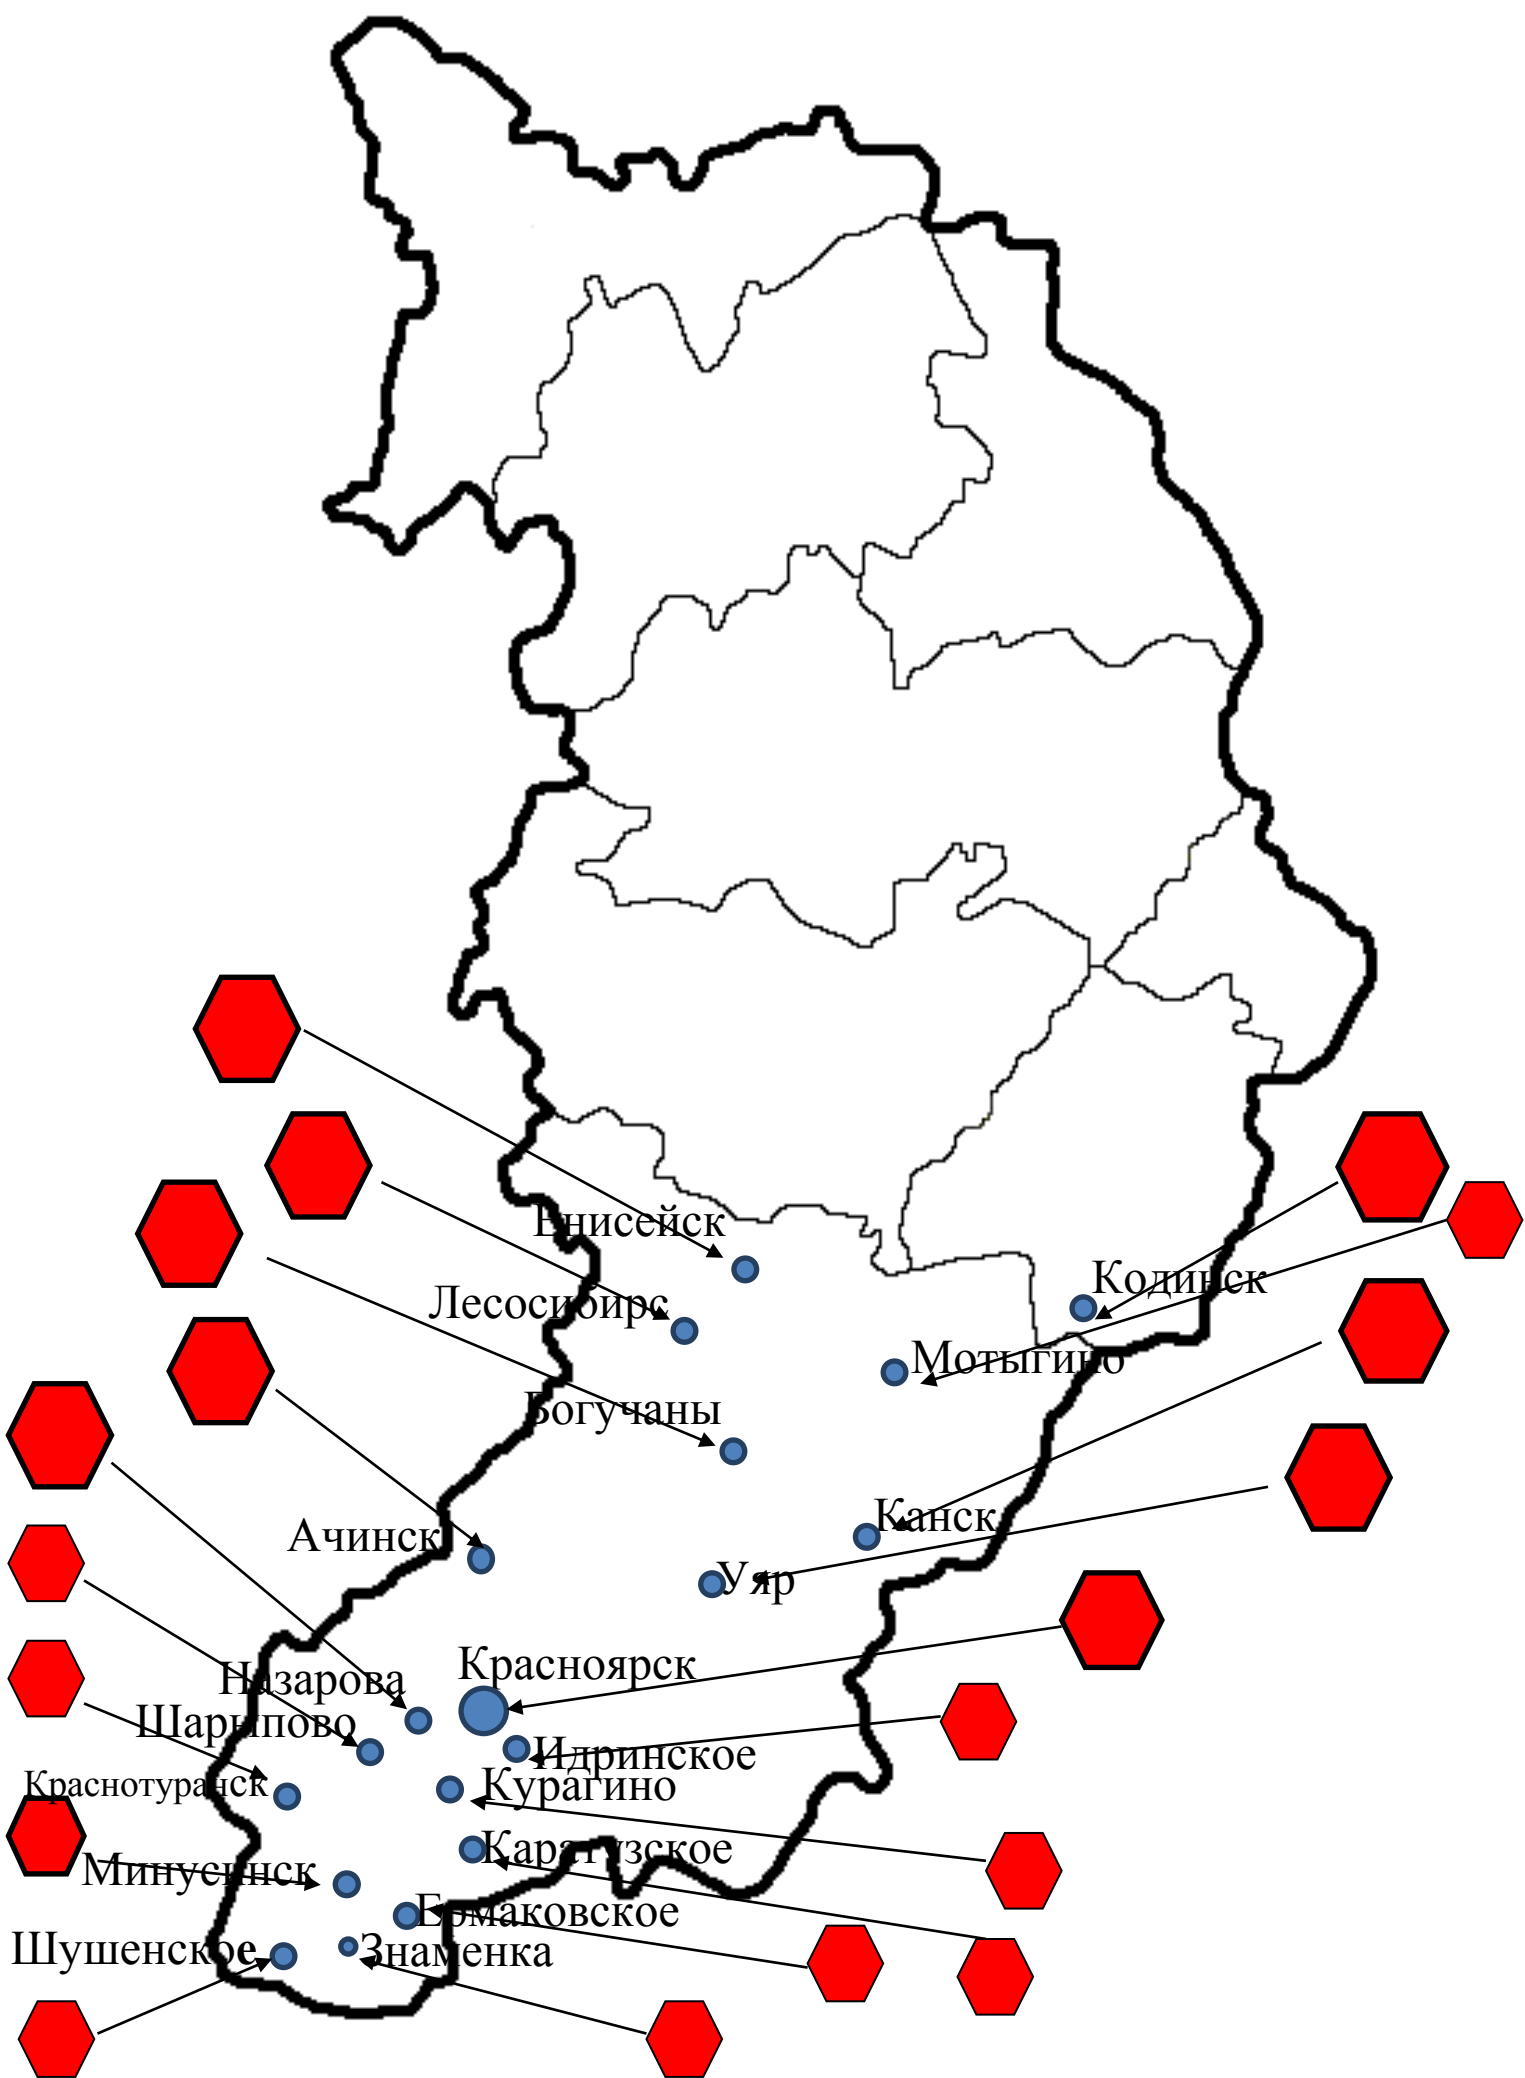 Енисейск
Кодинск
Лесосибирс
Мотыгино
Богучаны
Канск
Ачинск
Уяр
Красноярск
Назарова
Шарыпово
Идринское
Краснотуранск
Курагино
Каратузское
Минусинск
Ермаковское
Шушенское
Знаменка